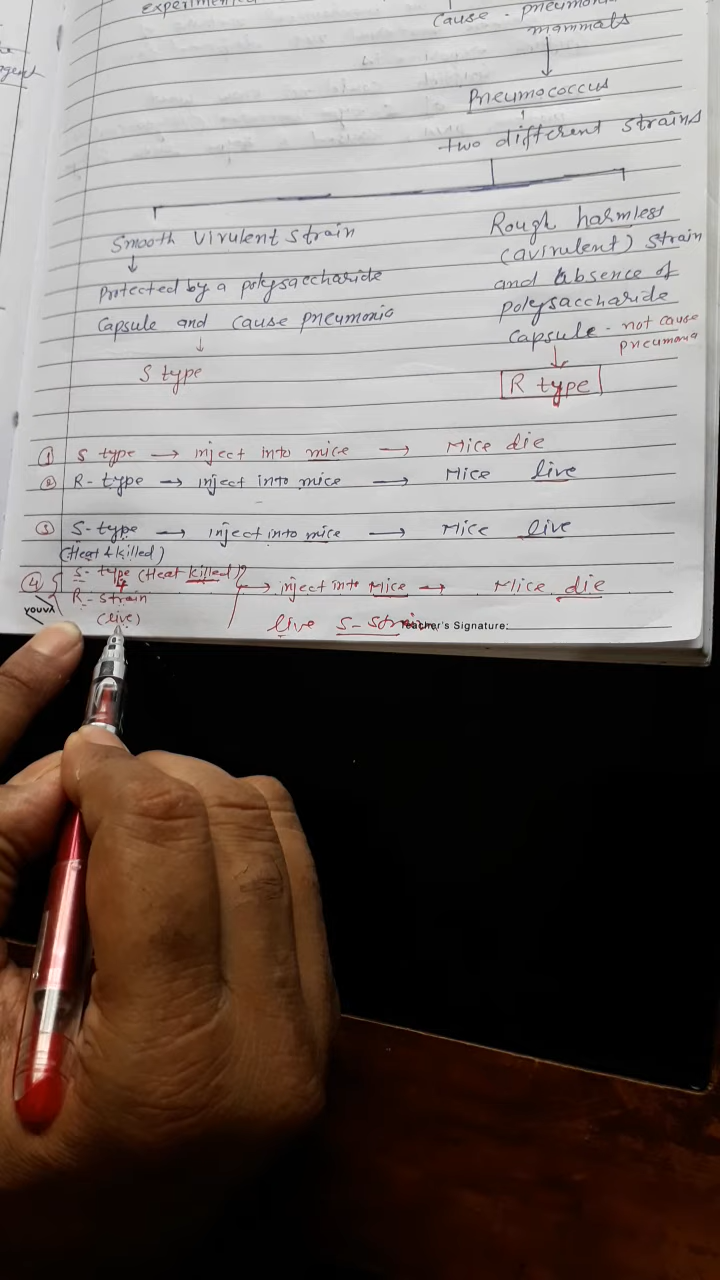 experimented
cause - pneumonia
mammals
agent
Pneumococcus
two different strains
Smooth Virulent strain
Protected by a polysaccharide
Capsule and cause pneumonia
S type
Rough harmless
(avirulent) strain
and absence of
polysaccharide
capsule - not cause
pneumonia
R type
① S type → inject into mice → Mice die
② R-type → inject into mice → Mice live
③ S-type → inject into mice → Mice live
(Heat & killed)
④ S-type (Heat killed)
+
R-strain
(live)
→ inject into Mice → Mice die
live S-strain
youva
Teacher's Signature: